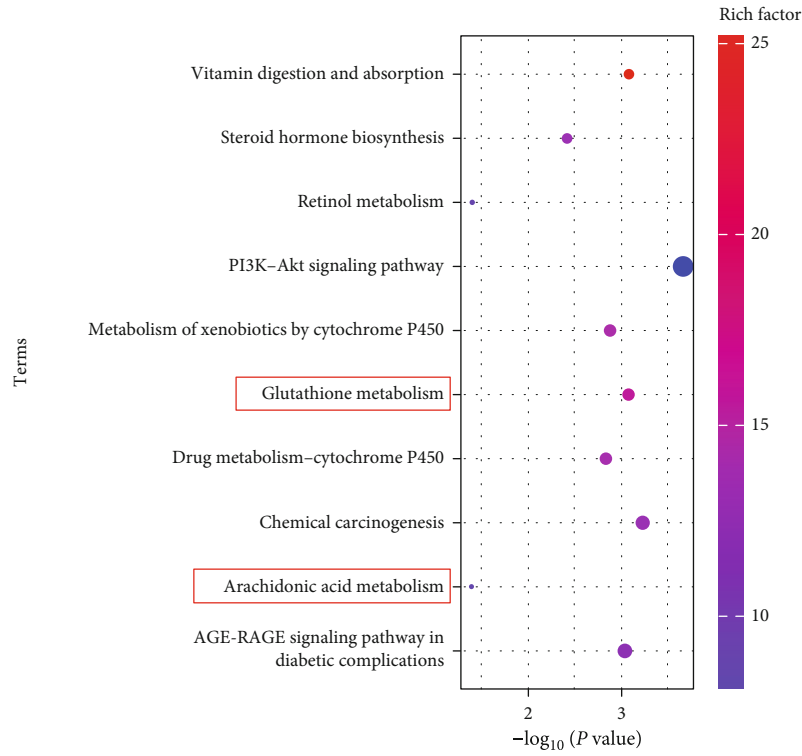 Rich factor
25
20
15
10
Terms
Vitamin digestion and absorption
Steroid hormone biosynthesis
Retinol metabolism
PI3K–Akt signaling pathway
Metabolism of xenobiotics by cytochrome P450
Glutathione metabolism
Drug metabolism–cytochrome P450
Chemical carcinogenesis
Arachidonic acid metabolism
AGE-RAGE signaling pathway in
diabetic complications
2 3
−log₁₀ (P value)